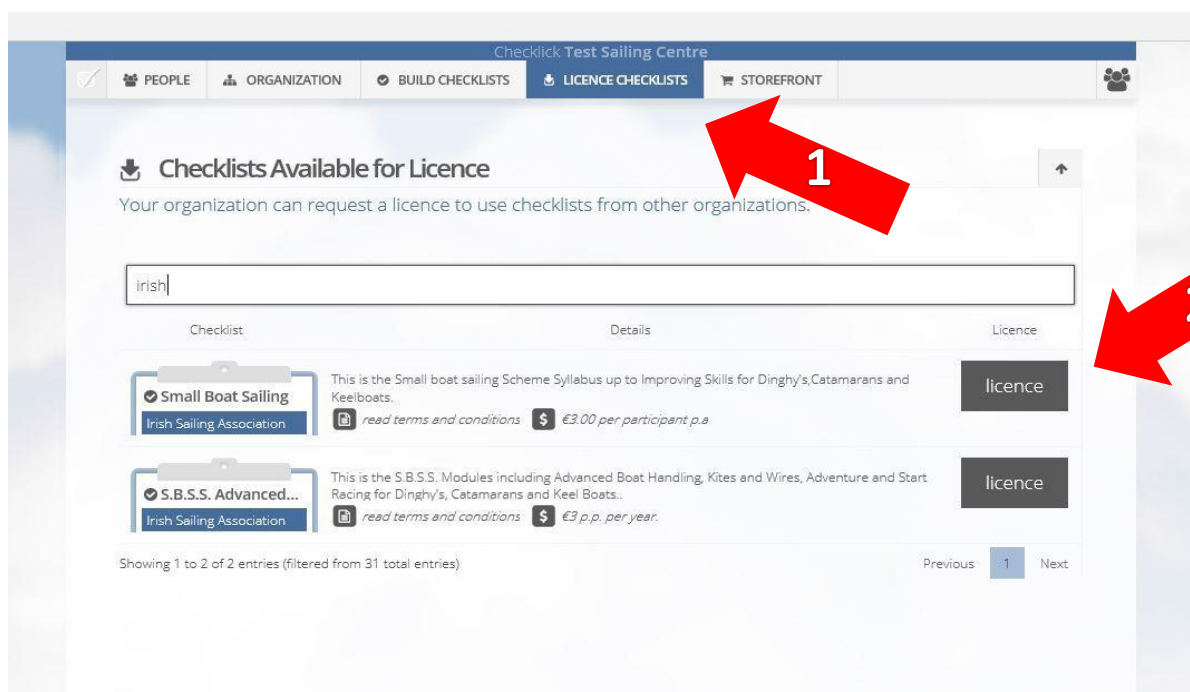 Checklick Test Sailing Centre
PEOPLE ORGANIZATION BUILD CHECKLISTS LICENCE CHECKLISTS STOREFRONT
1
Checklists Available for Licence
Your organization can request a licence to use checklists from other organizations.
irish
Checklist Details Licence
Small Boat Sailing
Irish Sailing Association
This is the Small boat sailing Scheme Syllabus up to Improving Skills for Dinghy's,Catamarans and
Keelboats.
read terms and conditions $ €3.00 per participant p.a
licence
S.B.S.S. Advanced...
Irish Sailing Association
This is the S.B.S.S. Modules including Advanced Boat Handling, Kites and Wires, Adventure and Start
Racing for Dinghy's, Catamarans and Keel Boats..
read terms and conditions $ €3 p.p. per year.
licence
Showing 1 to 2 of 2 entries (filtered from 31 total entries)
Previous 1 Next